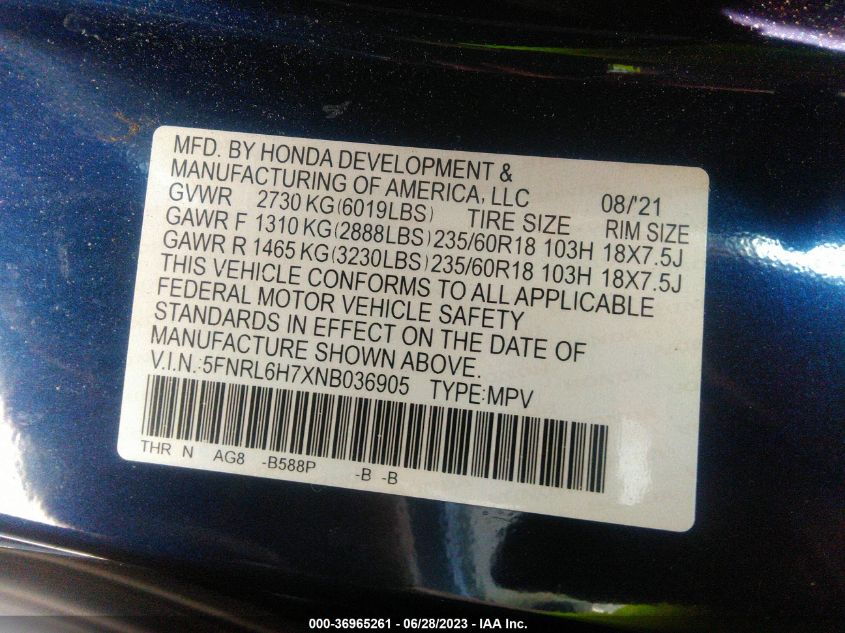 MFD. BY HONDA DEVELOPMENT &
MANUFACTURING OF AMERICA, LLC 08/'21
GVWR 2730 KG(6019LBS) TIRE SIZE RIM SIZE
GAWR F 1310 KG(2888LBS) 235/60R18 103H 18X7.5J
GAWR R 1465 KG(3230LBS) 235/60R18 103H 18X7.5J
THIS VEHICLE CONFORMS TO ALL APPLICABLE
FEDERAL MOTOR VEHICLE SAFETY
STANDARDS IN EFFECT ON THE DATE OF
MANUFACTURE SHOWN ABOVE.
V.I.N.:5FNRL6H7XNB036905 TYPE:MPV
THR N AG8 -B588P -B -B
000-36965261 - 06/28/2023 - IAA Inc.